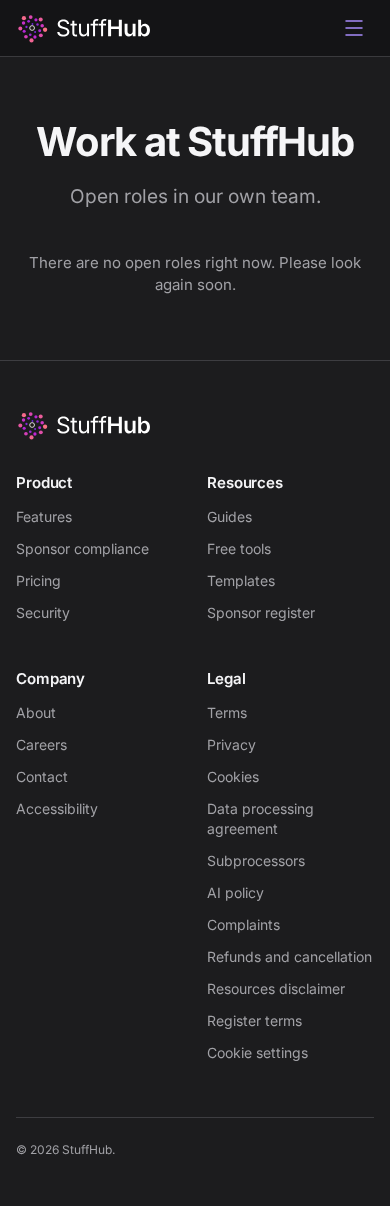 StuffHub
Work at StuffHub
Open roles in our own team.
There are no open roles right now. Please look
again soon.
StuffHub
Product
Features
Sponsor compliance
Pricing
Security
Resources
Guides
Free tools
Templates
Sponsor register
Company
About
Careers
Contact
Accessibility
Legal
Terms
Privacy
Cookies
Data processing
agreement
Subprocessors
AI policy
Complaints
Refunds and cancellation
Resources disclaimer
Register terms
Cookie settings
© 2026 StuffHub.